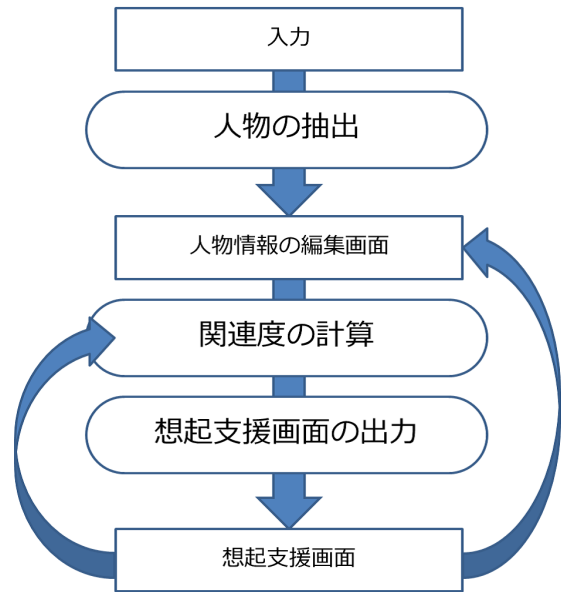 入力
人物の抽出
人物情報の編集画面
関連度の計算
想起支援画面の出力
想起支援画面